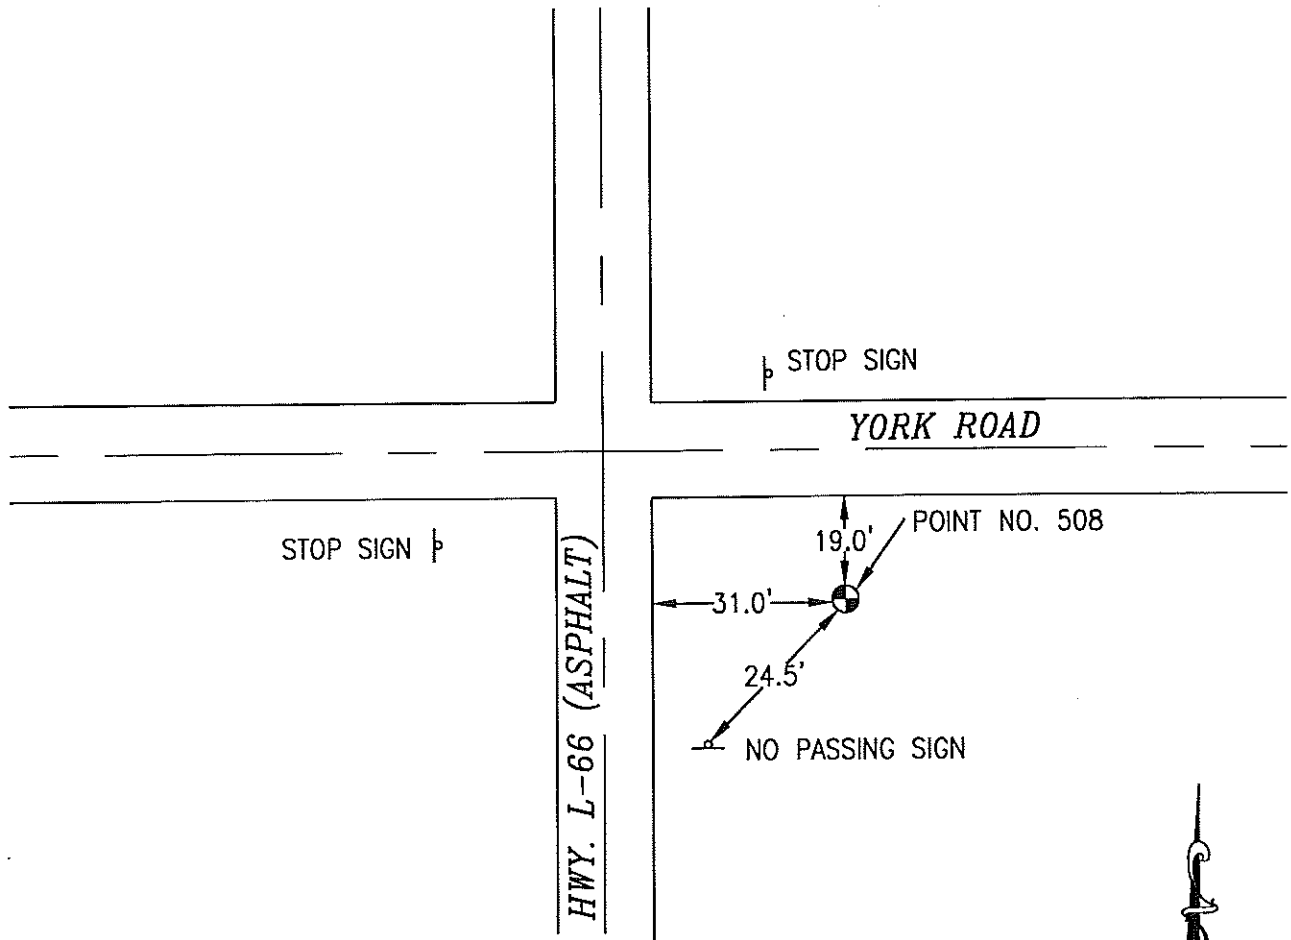 STOP SIGN
YORK ROAD
POINT NO. 508
19.0'
STOP SIGN
31.0'
24.5'
NO PASSING SIGN
HWY. L-66 (ASPHALT)